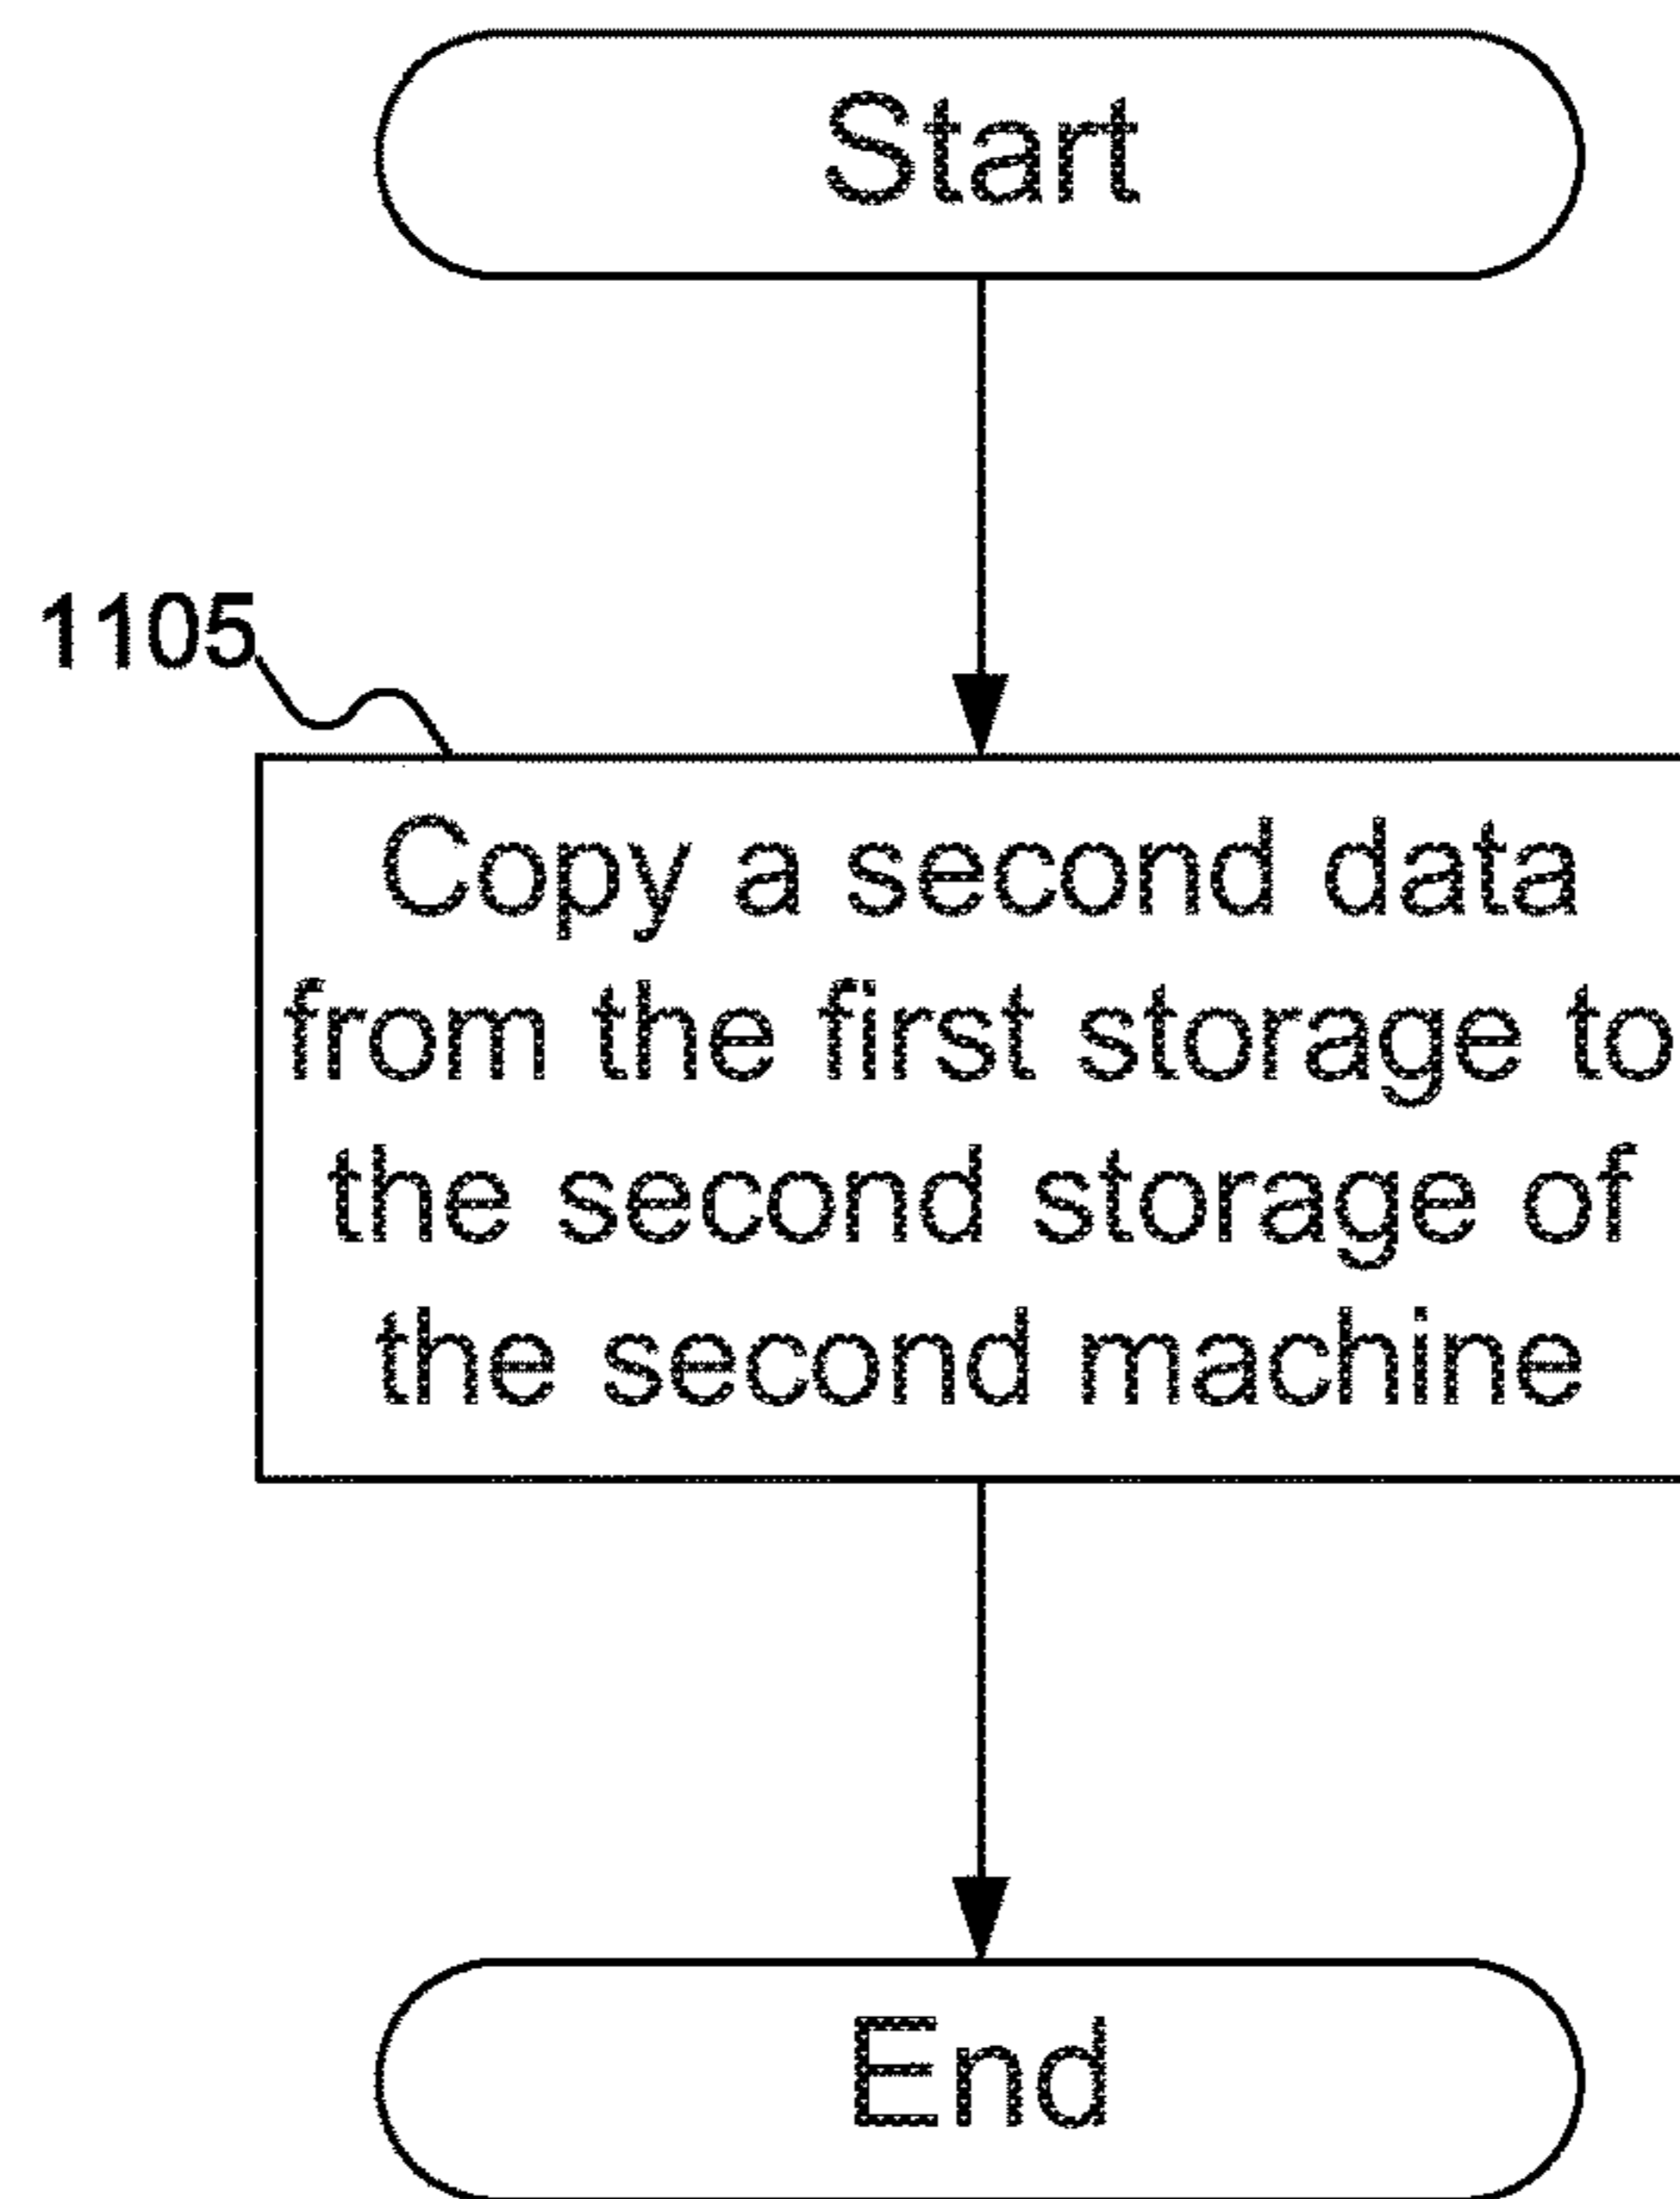 Start
1105
Copy a second data
from the first storage to
the second storage of
the second machine
End